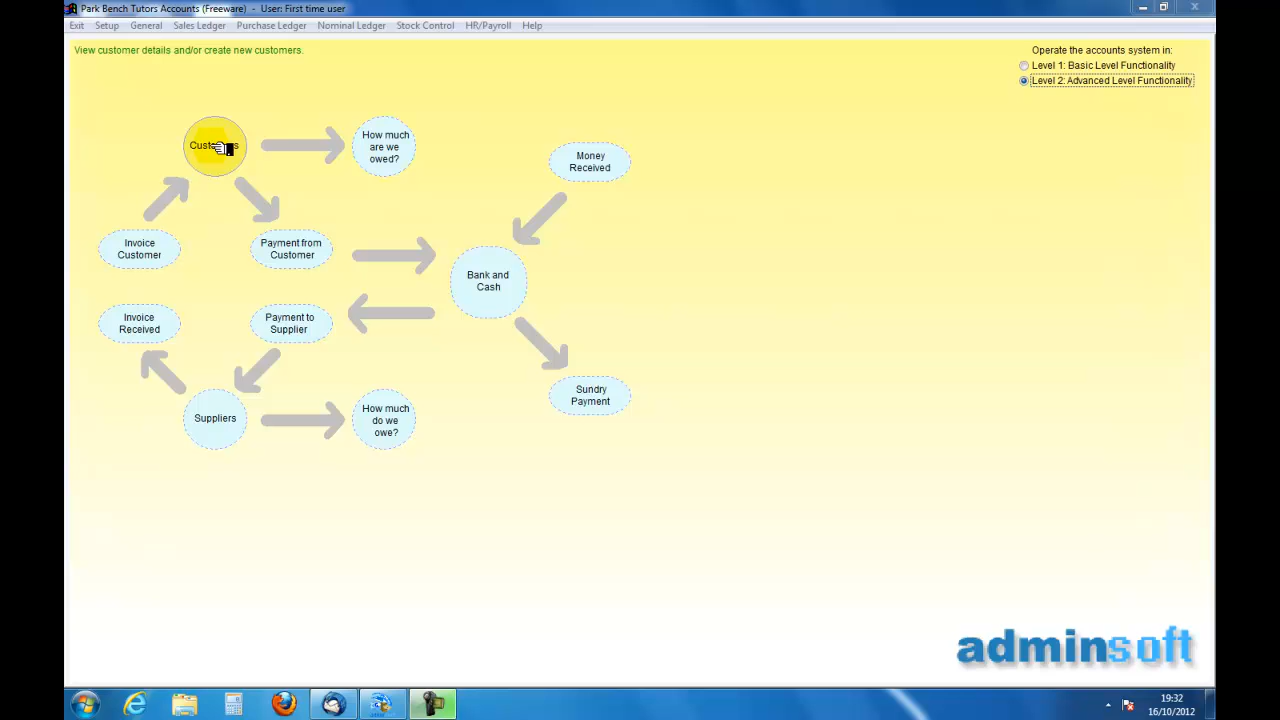 Park Bench Tutors Accounts (Freeware) - User: First time user
Exit Setup General Sales Ledger Purchase Ledger Nominal Ledger Stock Control HR/Payroll Help
View customer details and/or create new customers.
Operate the accounts system in:
Level 1: Basic Level Functionality
Level 2: Advanced Level Functionality
How much
are we
owed?
Money
Received
Invoice
Customer
Payment from
Customer
Bank and
Cash
Invoice
Received
Payment to
Supplier
Sundry
Payment
Suppliers
How much
do we
owe?
adminsoft
19:32
16/10/2012